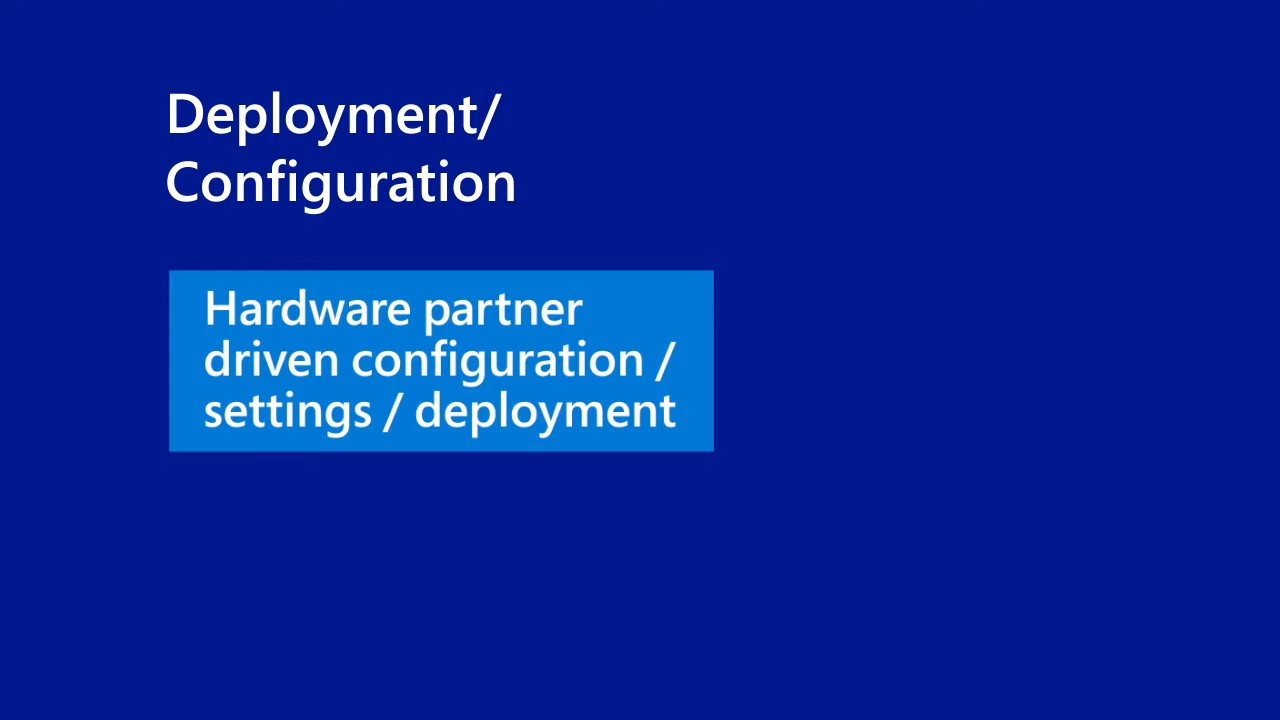 Deployment/
Configuration
Hardware partner
driven configuration /
settings / deployment